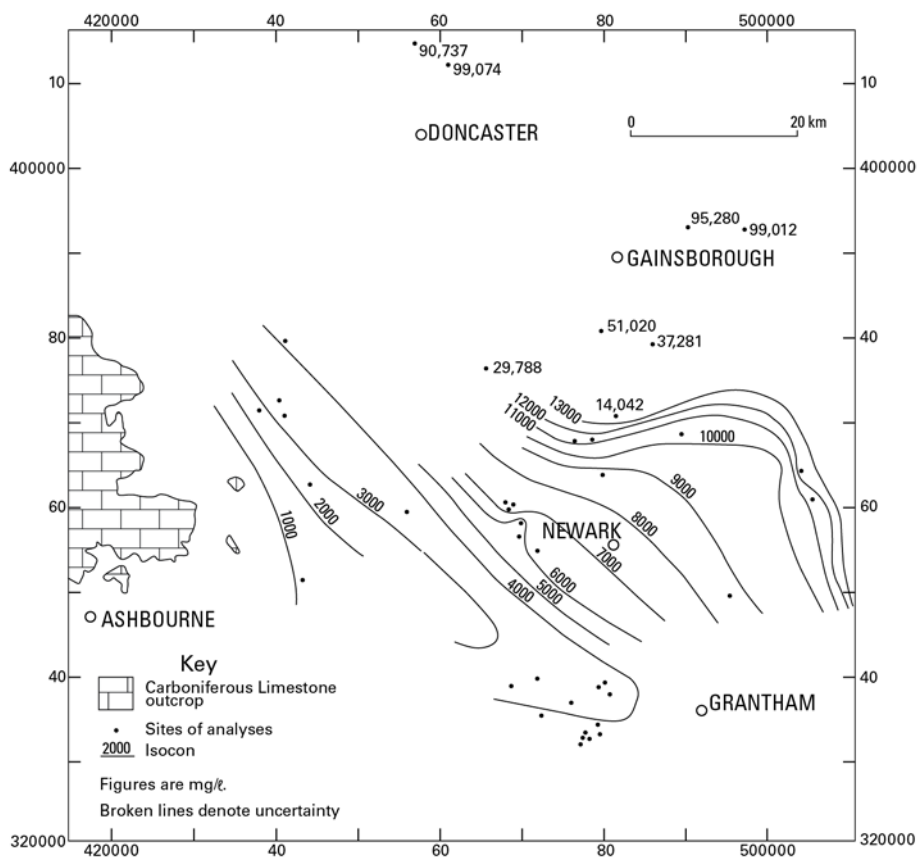 420000 40 60 80 500000
90,737
99,074
10 10
DONCASTER
0 20 km
400000 400000
95,280
99,012
GAINSBOROUGH
51,020
80 40
37,281
29,788
12000 13000
11000
14,042
10000
9000
3000
2000
1000
60 60
8000
NEWARK
7000
6000
5000
4000
ASHBOURNE
Key
Carboniferous Limestone
outcrop
40 40
GRANTHAM
Sites of analyses
2000 Isocon
Figures are mg/ℓ.
Broken lines denote uncertainty
320000 320000
420000 40 60 80 500000